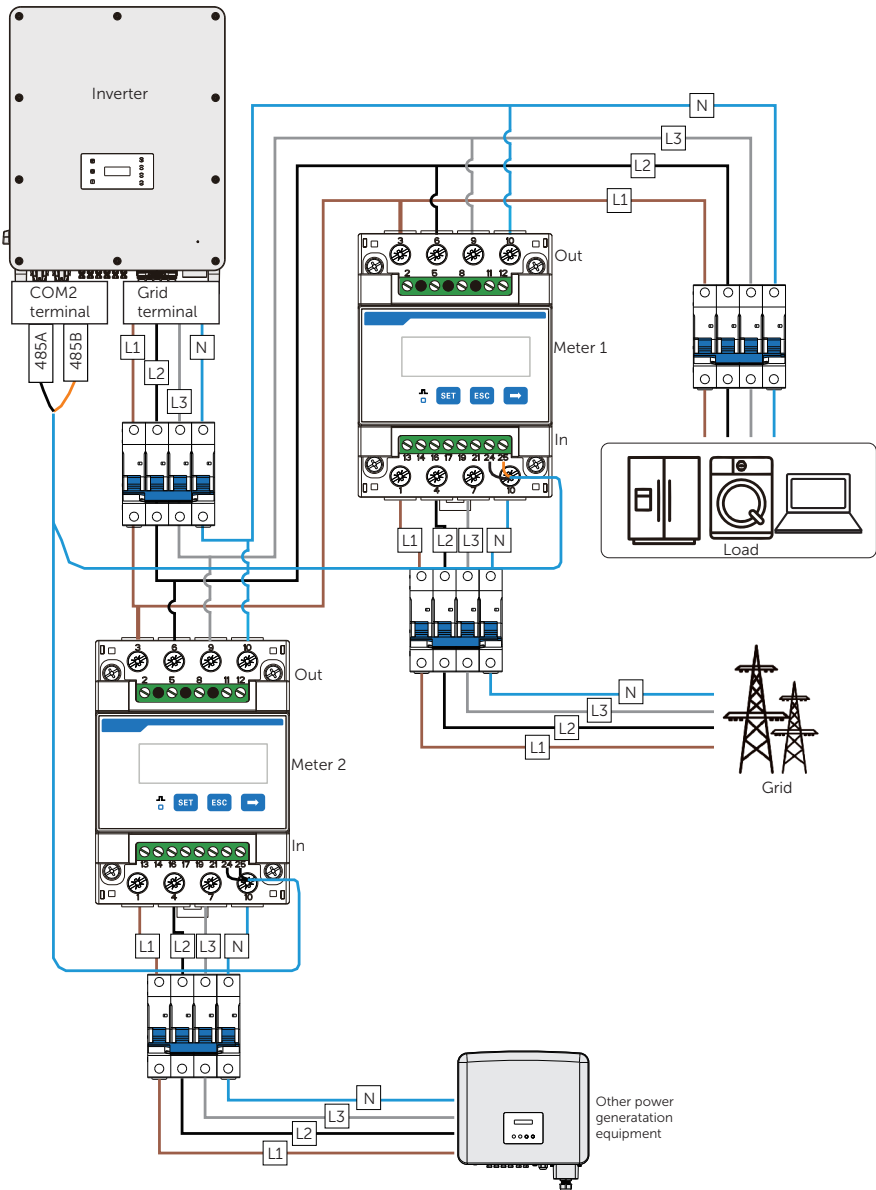 Inverter
COM2
terminal
Grid
terminal
485A
485B
L1
L2
L3
N
N
L3
L2
L1
3 6 9 10
Out
2 5 8 11 12
Meter 1
SET ESC
In
13 14 16 17 19 21 24 25
1 4 7 10
L1 L2 L3 N
Load
N
L3
L2
L1
Grid
3 6 9 10
Out
2 5 8 11 12
Meter 2
SET ESC
In
13 14 16 17 19 21 24 25
1 4 7 10
L1 L2 L3 N
N
L3
L2
L1
Other power
generatation
equipment